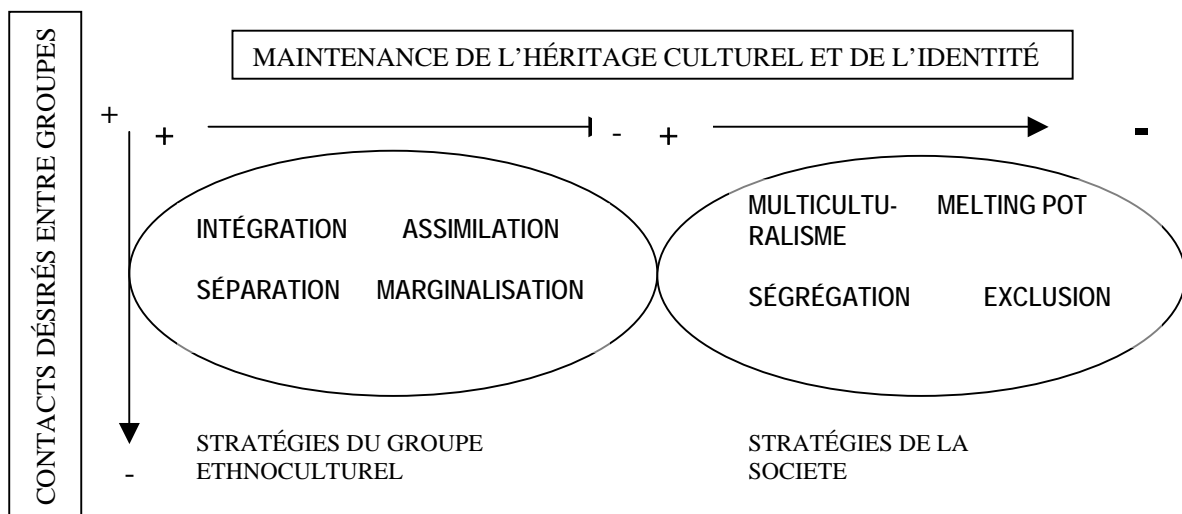 CONTACTS DÉSIRÉS ENTRE GROUPES
MAINTENANCE DE L’HÉRITAGE CULTUREL ET DE L’IDENTITÉ
+
+ - + -
INTÉGRATION ASSIMILATION
SÉPARATION MARGINALISATION
MULTICULTU- MELTING POT
RALISME
SÉGRÉGATION EXCLUSION
-
STRATÉGIES DU GROUPE
ETHNOCULTUREL
STRATÉGIES DE LA
SOCIETE